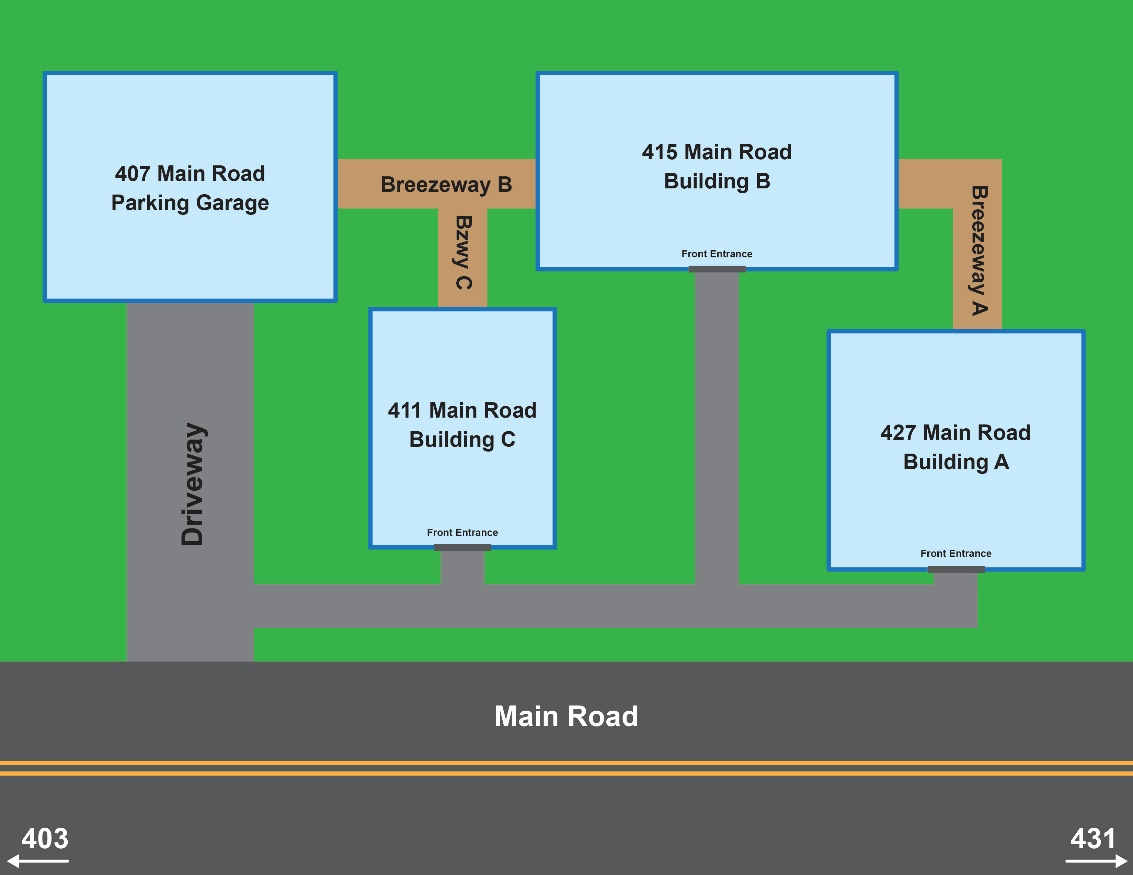 407 Main Road
Parking Garage
Breezeway B
Bzwy C
415 Main Road
Building B
Front Entrance
Breezeway A
411 Main Road
Building C
Front Entrance
427 Main Road
Building A
Front Entrance
Driveway
Main Road
403
431